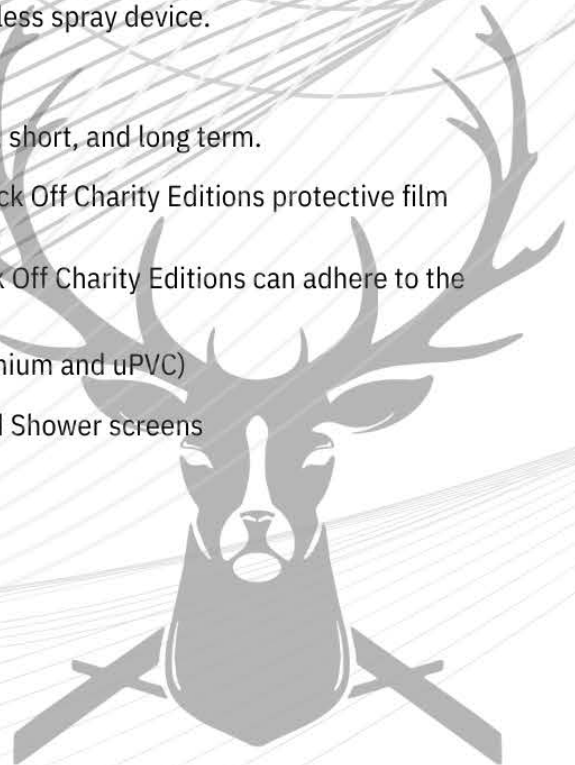 less spray device.
short, and long term.
ck Off Charity Editions protective film
k Off Charity Editions can adhere to the
nium and uPVC)
d Shower screens